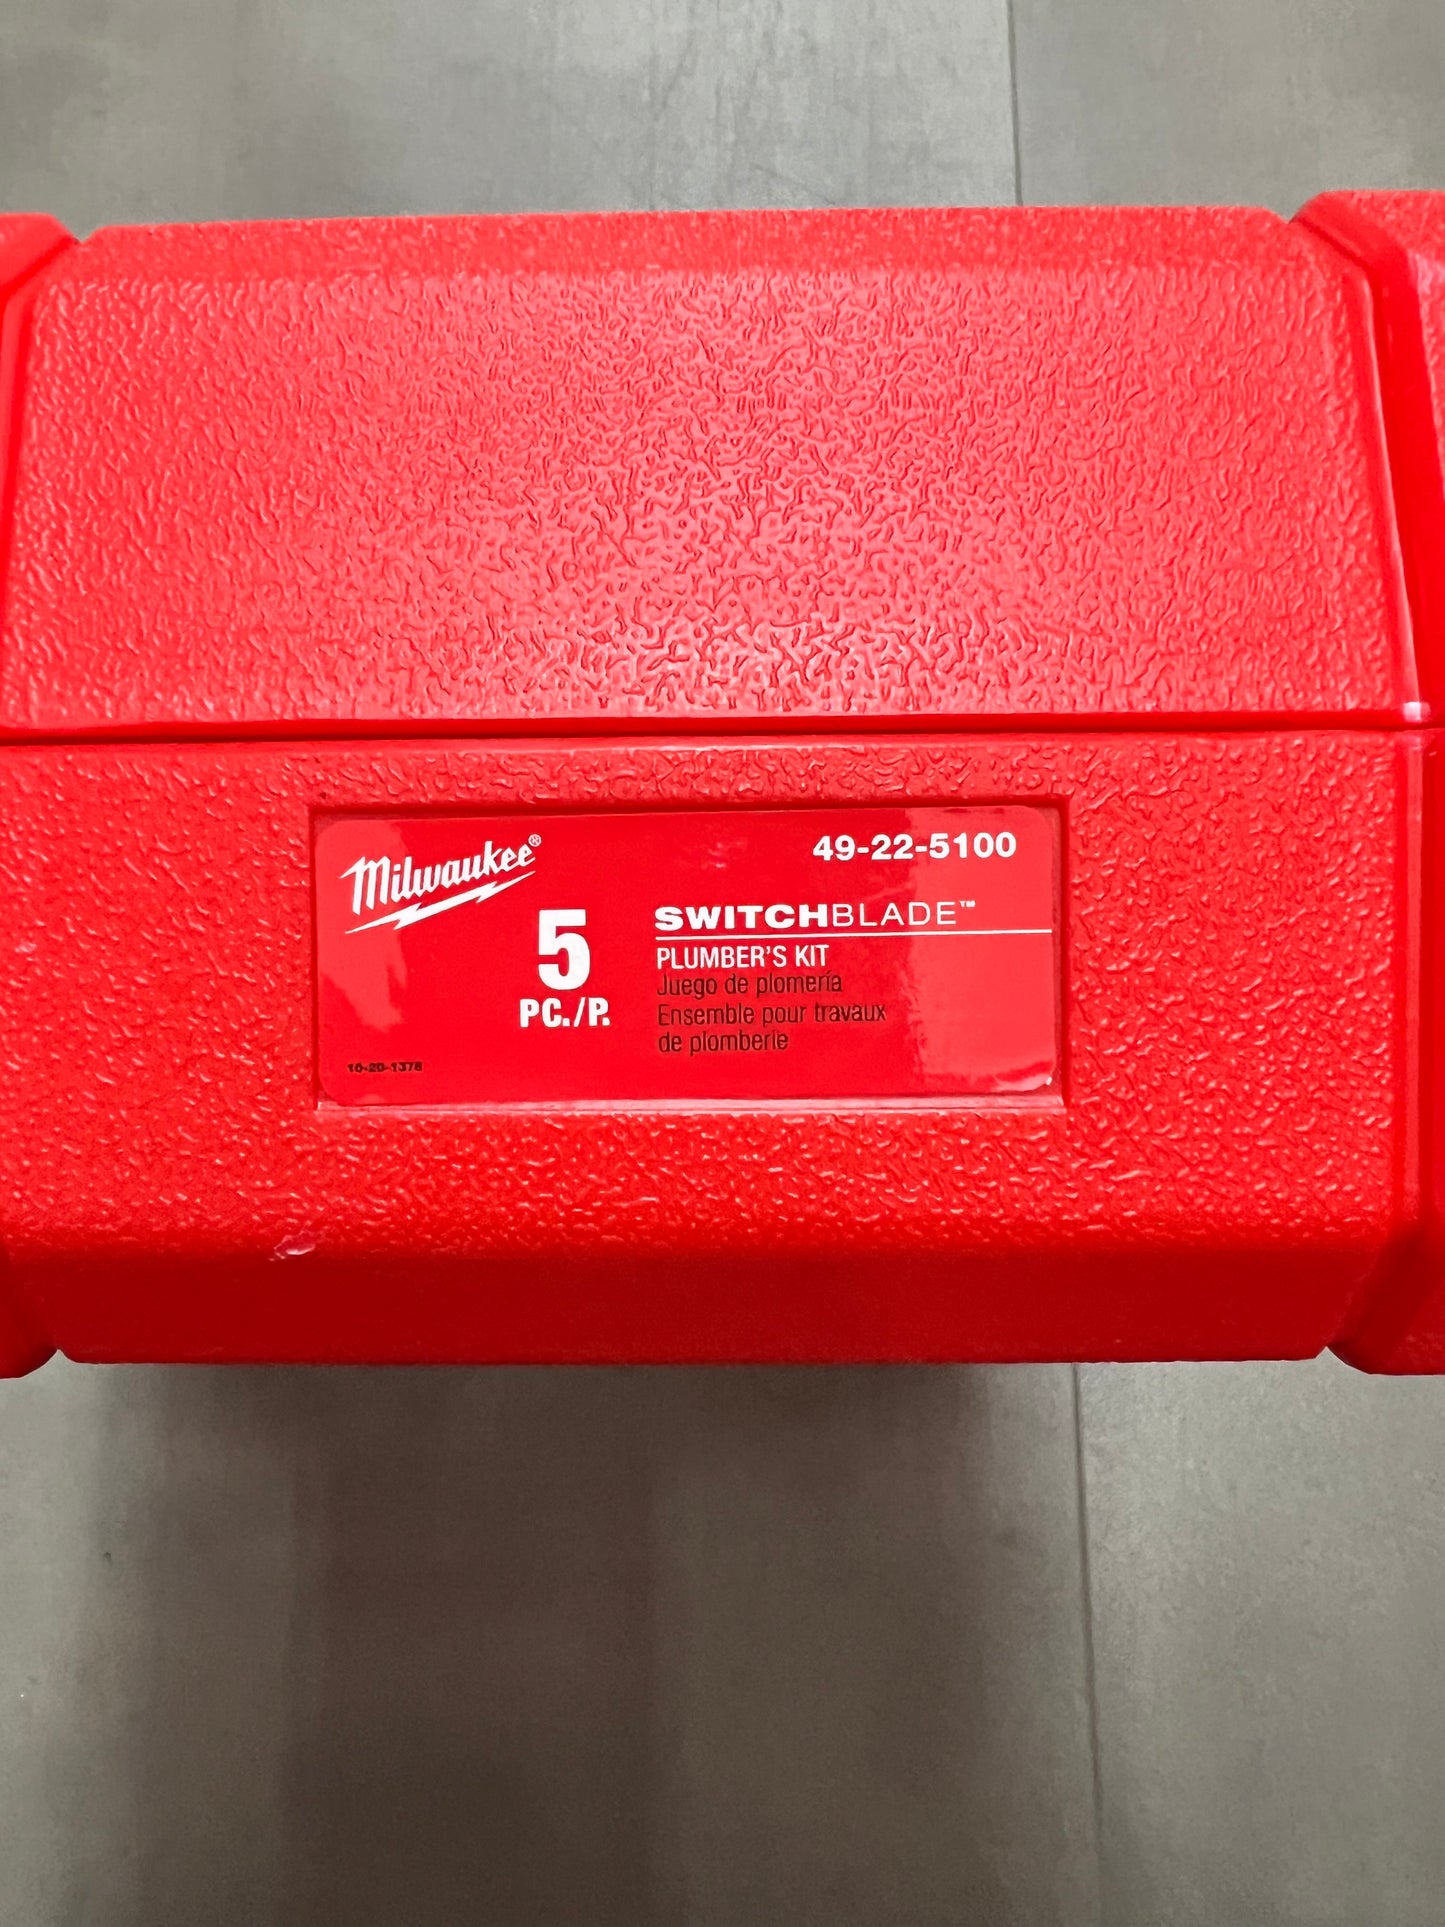 Milwaukee®
49-22-5100
5
PC./P.
SWITCHBLADE™
PLUMBER'S KIT
Juego de plomería
Ensemble pour travaux
de plomberie
10-20-1378